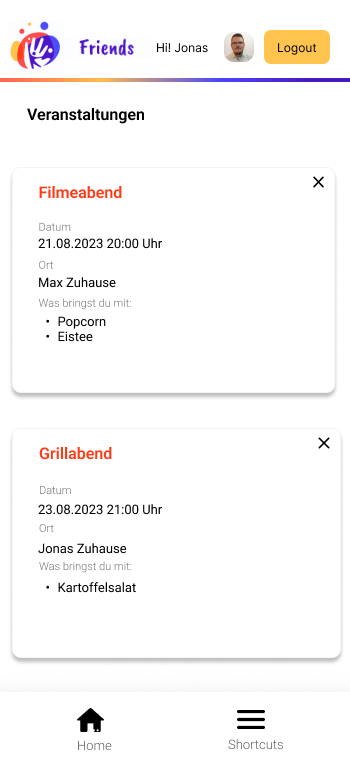 Friends
Hi! Jonas
Logout
Veranstaltungen
Filmeabend
Datum
21.08.2023 20:00 Uhr
Ort
Max Zuhause
Was bringst du mit:
• Popcorn
• Eistee
Grillabend
Datum
23.08.2023 21:00 Uhr
Ort
Jonas Zuhause
Was bringst du mit:
• Kartoffelsalat
Home
Shortcuts